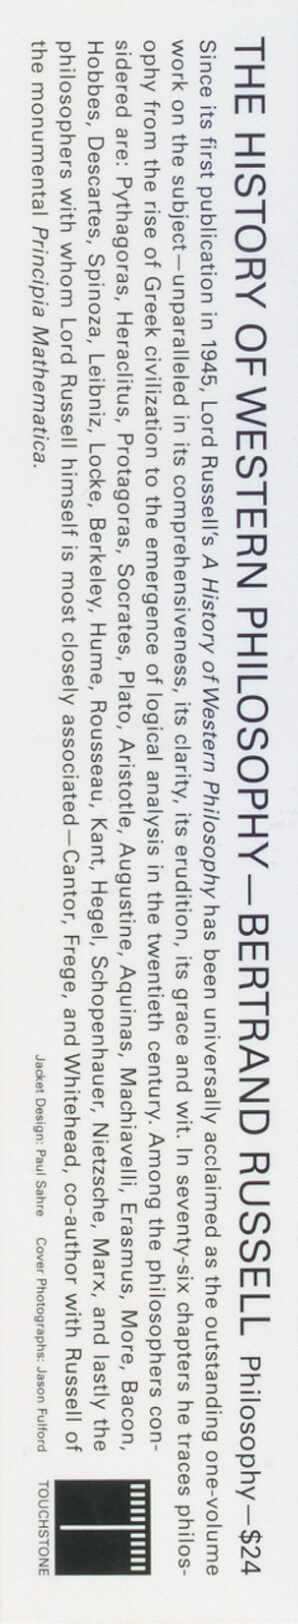 THE HISTORY OF WESTERN PHILOSOPHY—BERTRAND RUSSELL Philosophy—$24
Since its first publication in 1945, Lord Russell's A History of Western Philosophy has been universally acclaimed as the outstanding one-volume
work on the subject—unparalleled in its comprehensiveness, its clarity, its erudition, its grace and wit. In seventy-six chapters he traces philos-
ophy from the rise of Greek civilization to the emergence of logical analysis in the twentieth century. Among the philosophers con-
sidered are: Pythagoras, Heraclitus, Protagoras, Socrates, Plato, Aristotle, Augustine, Aquinas, Machiavelli, Erasmus, More, Bacon,
Hobbes, Descartes, Spinoza, Leibniz, Locke, Berkeley, Hume, Rousseau, Kant, Hegel, Schopenhauer, Nietzsche, Marx, and lastly the
philosophers with whom Lord Russell himself is most closely associated—Cantor, Frege, and Whitehead, co-author with Russell of
the monumental Principia Mathematica.
Jacket Design: Paul Sahre Cover Photographs: Jason Fulford
TOUCHSTONE